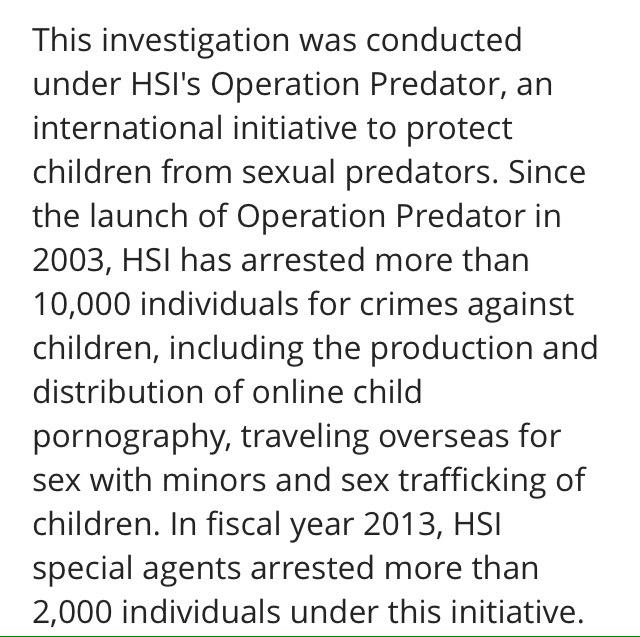 This investigation was conducted
under HSI's Operation Predator, an
international initiative to protect
children from sexual predators. Since
the launch of Operation Predator in
2003, HSI has arrested more than
10,000 individuals for crimes against
children, including the production and
distribution of online child
pornography, traveling overseas for
sex with minors and sex trafficking of
children. In fiscal year 2013, HSI
special agents arrested more than
2,000 individuals under this initiative.